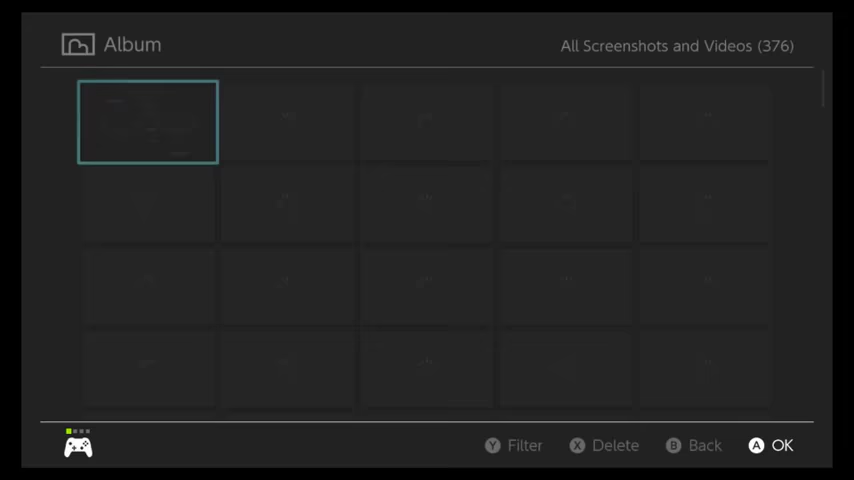 Album
All Screenshots and Videos (376)
Y Filter X Delete B Back A OK